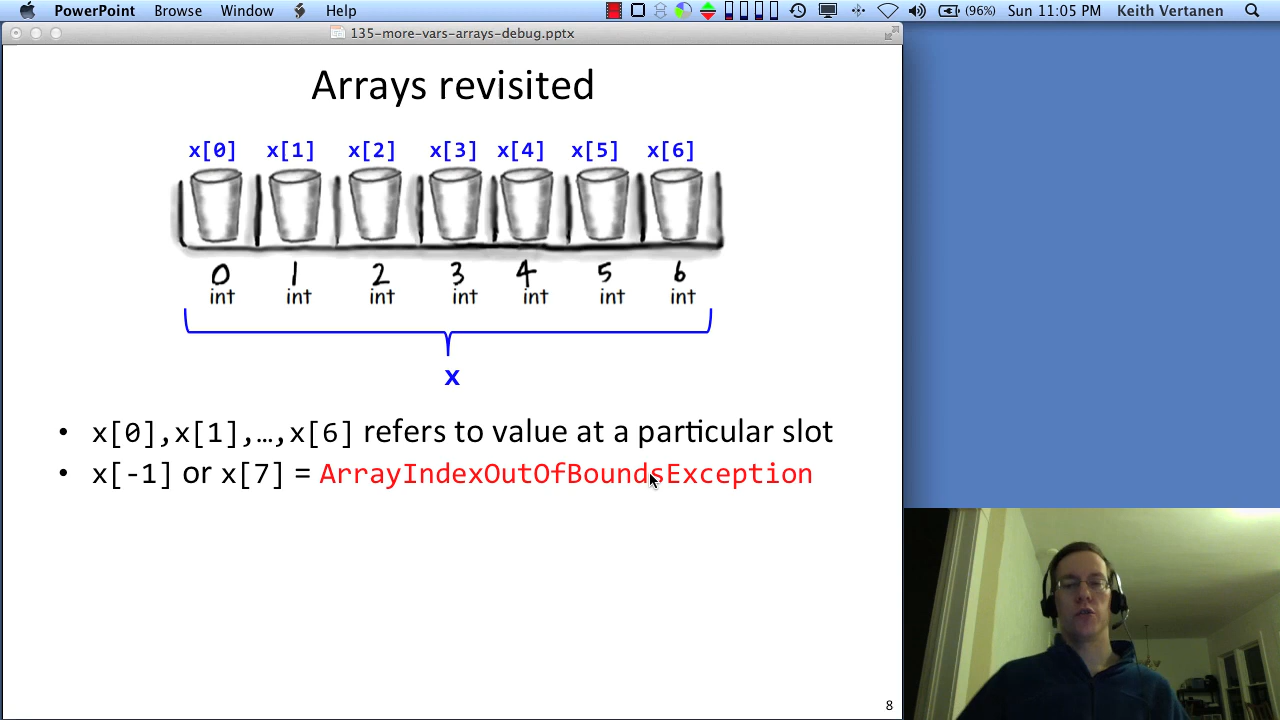 PowerPoint Browse Window Help (96%) Sun 11:05 PM Keith Vertanen
135-more-vars-arrays-debug.pptx
Arrays revisited
x[0] x[1] x[2] x[3] x[4] x[5] x[6]
0 1 2 3 4 5 6
int int int int int int int
x
• x[0],x[1],…,x[6] refers to value at a particular slot
• x[-1] or x[7] = ArrayIndexOutOfBoundsException
8